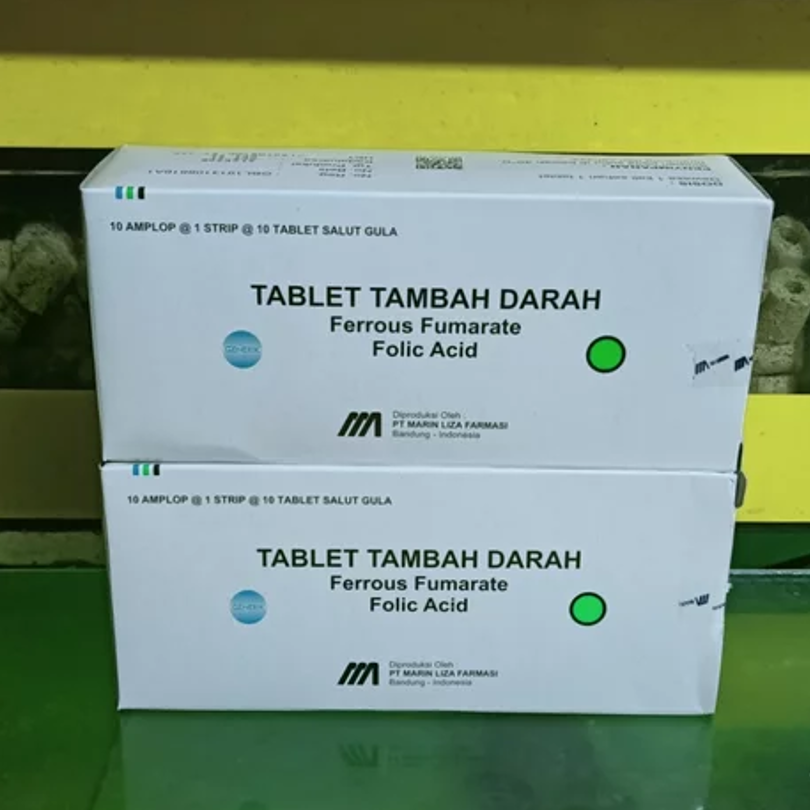 10 AMPLOP @ 1 STRIP @ 10 TABLET SALUT GULA
TABLET TAMBAH DARAH
Ferrous Fumarate
Folic Acid
GENERIK
Diproduksi Oleh :
PT MARIN LIZA FARMASI
Bandung - Indonesia
10 AMPLOP @ 1 STRIP @ 10 TABLET SALUT GULA
TABLET TAMBAH DARAH
Ferrous Fumarate
Folic Acid
GENERIK
Diproduksi Oleh :
PT MARIN LIZA FARMASI
Bandung - Indonesia